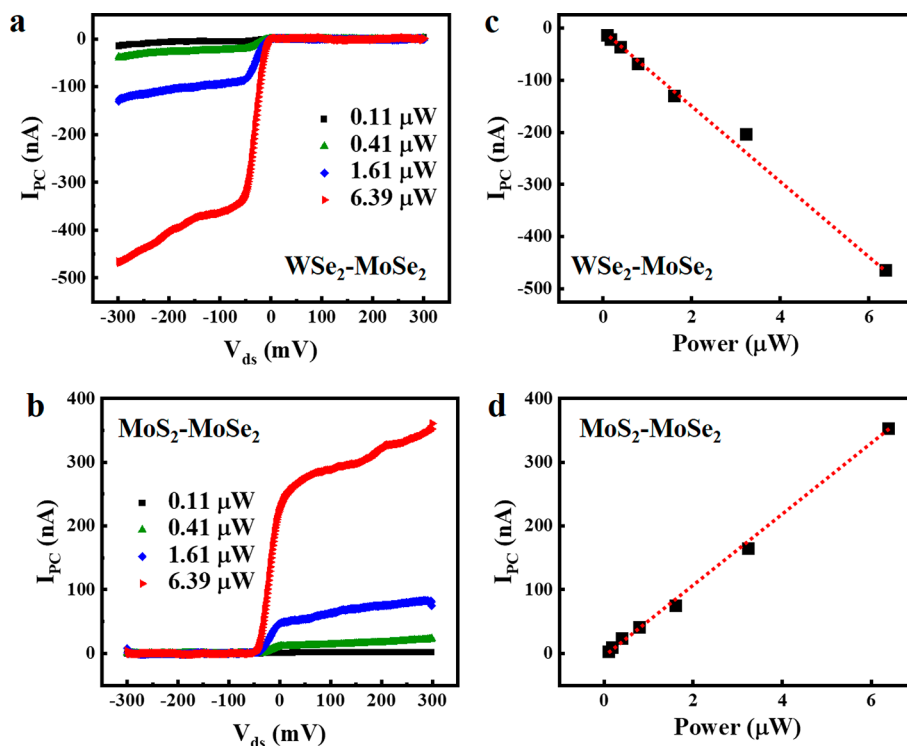 a
0
-100
-200
-300
-400
-500
I_PC (nA)
0.11 μW
0.41 μW
1.61 μW
6.39 μW
WSe₂-MoSe₂
-300 -200 -100 0 100 200 300
V_ds (mV)
c
0
-100
-200
-300
-400
-500
I_PC (nA)
WSe₂-MoSe₂
0 2 4 6
Power (μW)
b
400
300
200
100
0
I_PC (nA)
MoS₂-MoSe₂
0.11 μW
0.41 μW
1.61 μW
6.39 μW
-300 -200 -100 0 100 200 300
V_ds (mV)
d
400
300
200
100
0
I_PC (nA)
MoS₂-MoSe₂
0 2 4 6
Power (μW)